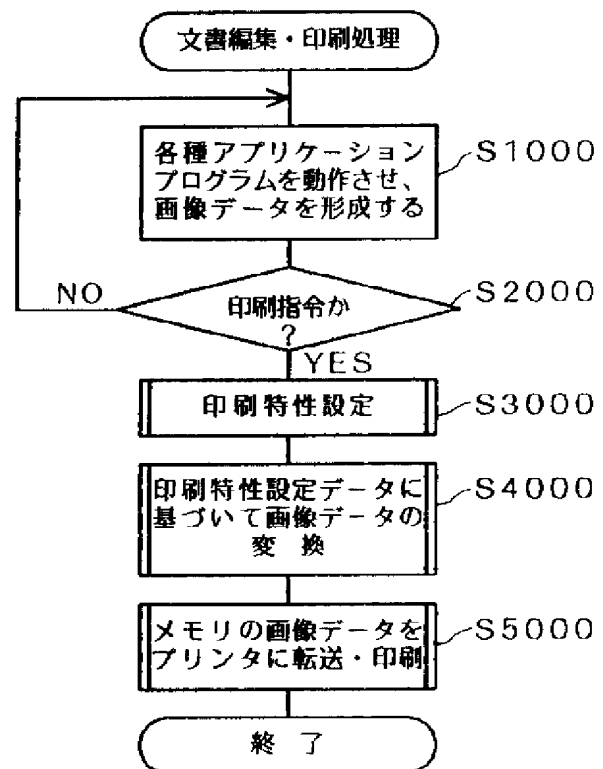 文書編集・印刷処理
各種アプリケーション
プログラムを動作させ、
画像データを形成する
S1000
NO
印刷指令か
?
S2000
YES
印刷特性設定
S3000
印刷特性設定データに
基づいて画像データの
変 換
S4000
メモリの画像データを
プリンタに転送・印刷
S5000
終 了